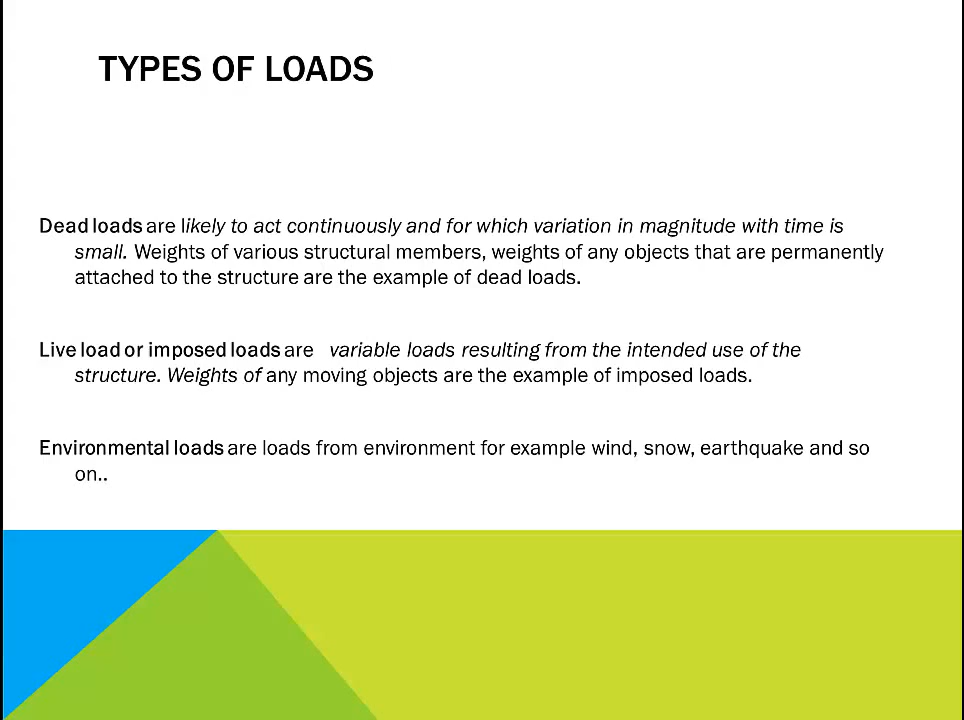 TYPES OF LOADS
Dead loads are likely to act continuously and for which variation in magnitude with time is
small. Weights of various structural members, weights of any objects that are permanently
attached to the structure are the example of dead loads.
Live load or imposed loads are variable loads resulting from the intended use of the
structure. Weights of any moving objects are the example of imposed loads.
Environmental loads are loads from environment for example wind, snow, earthquake and so
on..